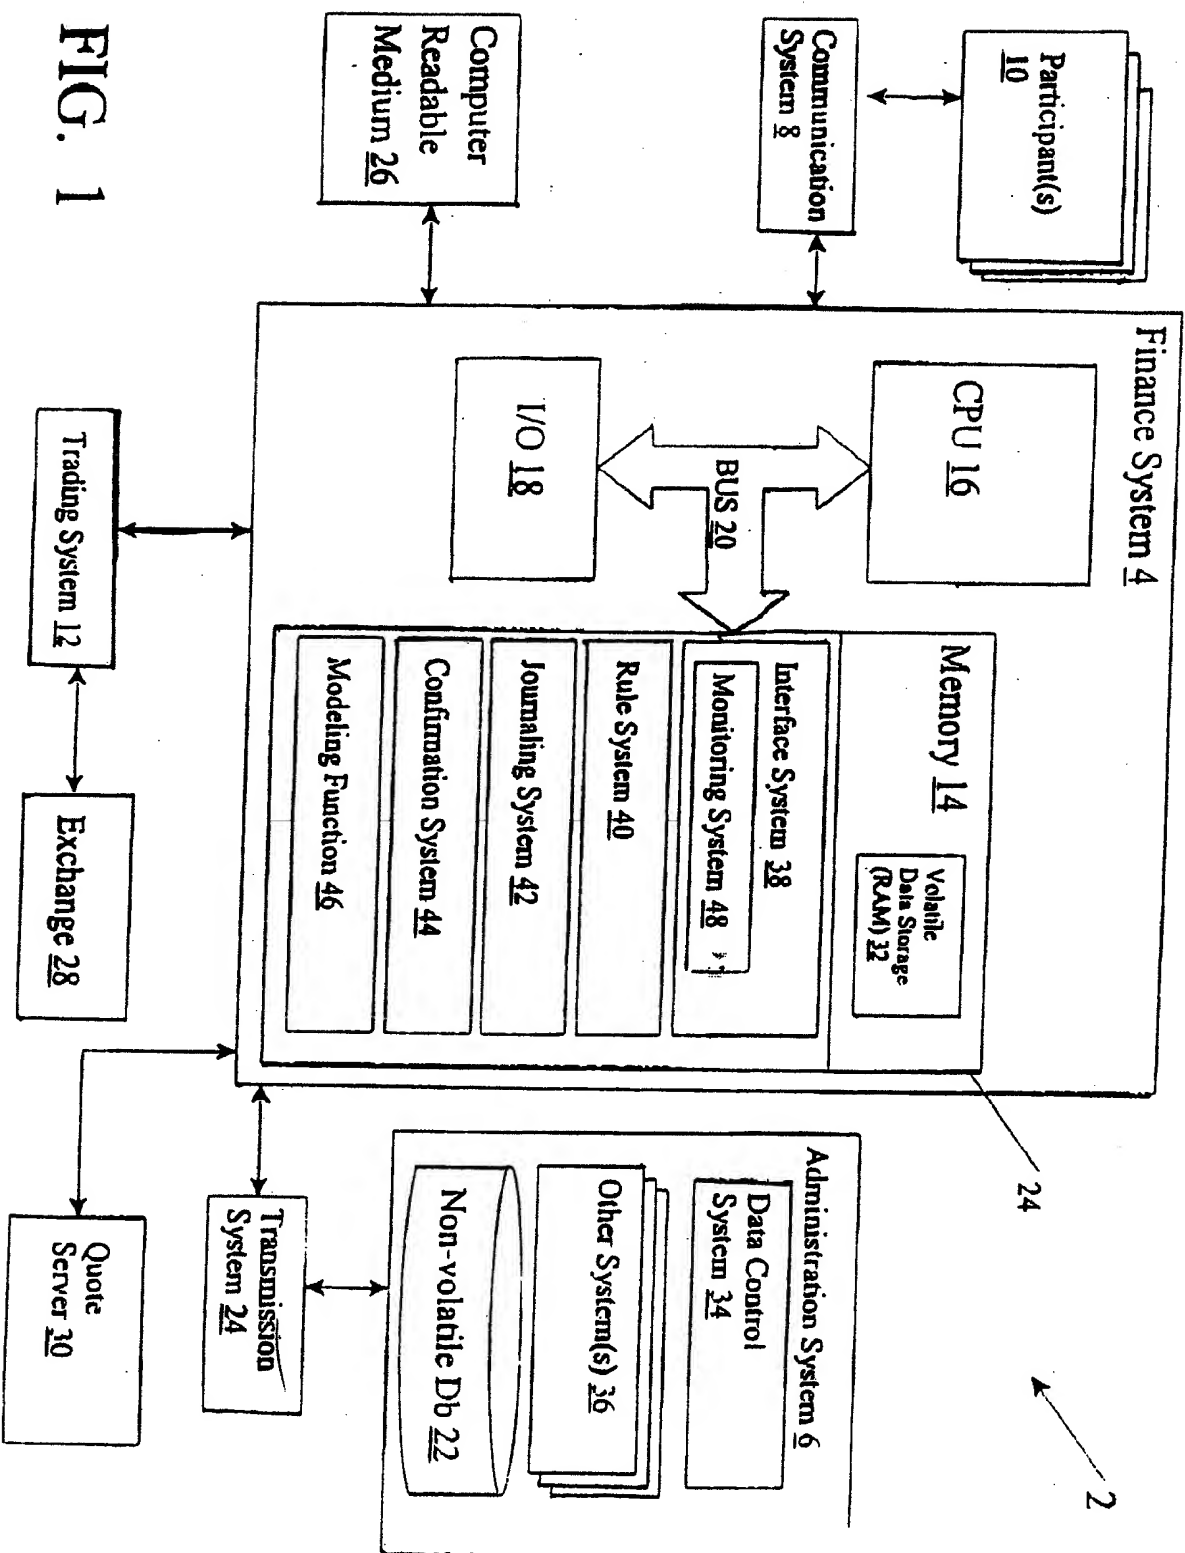 Participant(s)
10
Communication
System 8
Computer
Readable
Medium 26
Finance System 4
CPU 16
BUS 20
I/O 18
Memory 14
Volatile
Data Storage
(RAM) 32
Interface System 38
Monitoring System 48
Rule System 40
Journaling System 42
Confirmation System 44
Modeling Function 46
24
2
Administration System 6
Data Control
System 34
Other System(s) 36
Non-volatile Db 22
Transmission
System 24
Trading System 12
Exchange 28
Quote
Server 30
FIG. 1